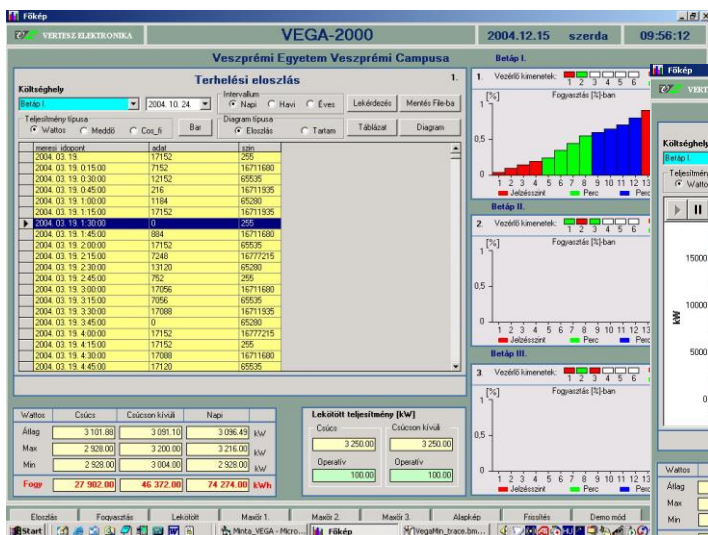 Főkép
VERTESZ ELEKTRONIKA
VEGA-2000
2004.12.15
szerda
09:56:12
Veszprémi Egyetem Veszprémi Campusa
Betáp I.
Terhelési eloszlás
1.
Költséghely
Betáp I.
2004. 10. 24.
Intervallum
Napi
Havi
Éves
Lekérdezés
Mentés File-ba
Teljesítmény típusa
Wattos
Meddő
Cos_fi
Bar
Diagram típusa
Eloszlás
Tartam
Táblázat
Diagram
meresi_idopont adat szin
2004. 03. 19. 17152 255
2004. 03. 19. 0:15:00 7152 16711680
2004. 03. 19. 0:30:00 12152 65535
2004. 03. 19. 0:45:00 216 16711935
2004. 03. 19. 1:00:00 1184 65280
2004. 03. 19. 1:15:00 17152 16711935
2004. 03. 19. 1:30:00 0 255
2004. 03. 19. 1:45:00 884 16711680
2004. 03. 19. 2:00:00 17152 65535
2004. 03. 19. 2:15:00 7248 16777215
2004. 03. 19. 2:30:00 13120 65280
2004. 03. 19. 2:45:00 752 255
2004. 03. 19. 3:00:00 17056 16711680
2004. 03. 19. 3:15:00 7056 65535
2004. 03. 19. 3:30:00 17088 16711935
2004. 03. 19. 3:45:00 0 65280
2004. 03. 19. 4:00:00 17152 16777215
2004. 03. 19. 4:15:00 17152 255
2004. 03. 19. 4:30:00 17088 16711680
2004. 03. 19. 4:45:00 17120 65535
Wattos Csúcs Csúcson kívüli Napi
Átlag 3 101.88 3 091.10 3 096.49 kW
Max 2 928.00 3 200.00 3 216.00 kW
Min 2 928.00 3 004.00 2 928.00 kW
Fogy 27 902.00 46 372.00 74 274.00 kWh
Lekötött teljesítmény [kW]
Csúcs Csúcson kívüli
3 250.00 3 250.00
Operatív Operatív
100.00 100.00
1. Vezérlő kimenetek:
1 2 3 4 5 6
[%] Fogyasztás [%]-ban
1
0,5
0
1 2 3 4 5 6 7 8 9 10 11 12 13
Jelzésszint Perc Perc
Betáp II.
2. Vezérlő kimenetek:
1 2 3 4 5 6
[%] Fogyasztás [%]-ban
1
0,5
0
1 2 3 4 5 6 7 8 9 10 11 12 13
Jelzésszint Perc Perc
Betáp III.
3. Vezérlő kimenetek:
1 2 3 4 5 6
[%] Fogyasztás [%]-ban
1
0,5
0
1 2 3 4 5 6 7 8 9 10 11 12 13
Jelzésszint Perc Perc
Főkép
VERT
Költséghely
Betáp I.
Teljesítmén
Watto
15000
10000
5000
0
kW
Wattos
Átlag
Max
Min
Eloszlás
Fogyasztás
Lekötött
Maxőr 1.
Maxőr 2.
Maxőr 3.
Alapkép
Frissítés
Demo mód
Start
Minta_VEGA - Micro...
Főkép
VegaMin_trace.bm...